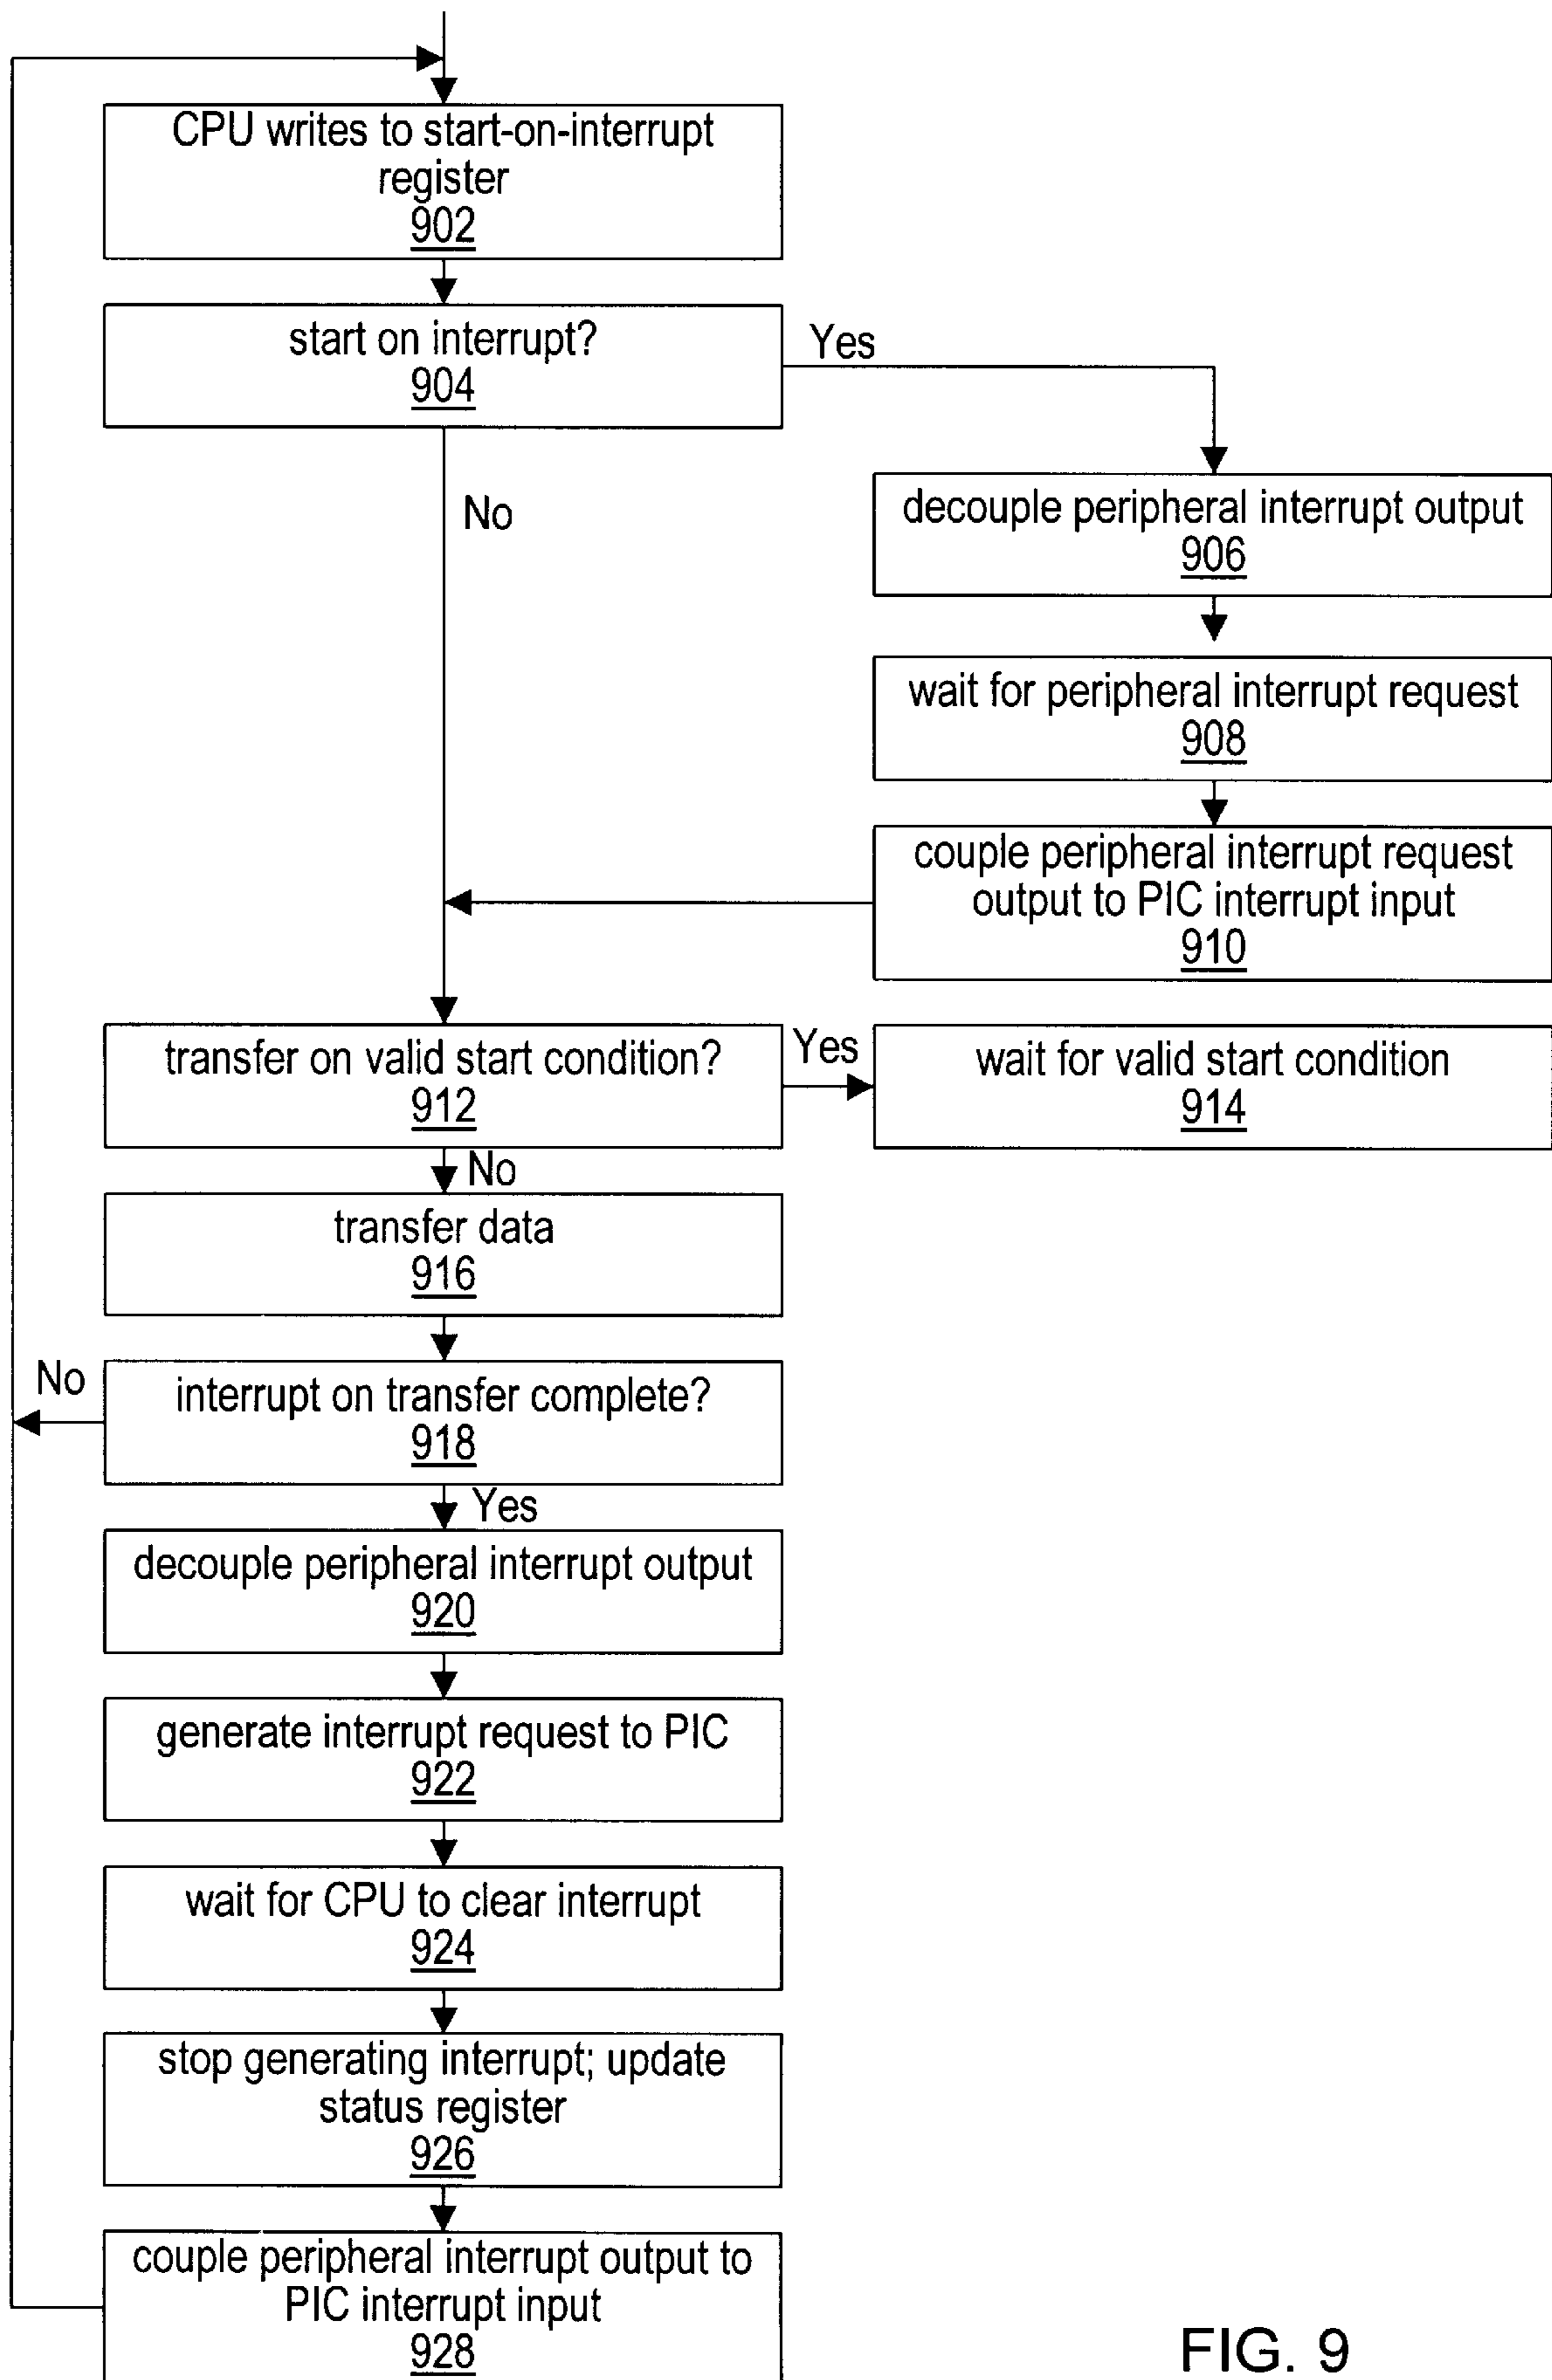 CPU writes to start-on-interrupt
register
902
start on interrupt?
904
Yes
No
decouple peripheral interrupt output
906
wait for peripheral interrupt request
908
couple peripheral interrupt request
output to PIC interrupt input
910
transfer on valid start condition?
912
Yes
wait for valid start condition
914
No
transfer data
916
No
interrupt on transfer complete?
918
Yes
decouple peripheral interrupt output
920
generate interrupt request to PIC
922
wait for CPU to clear interrupt
924
stop generating interrupt; update
status register
926
couple peripheral interrupt output to
PIC interrupt input
928
FIG. 9